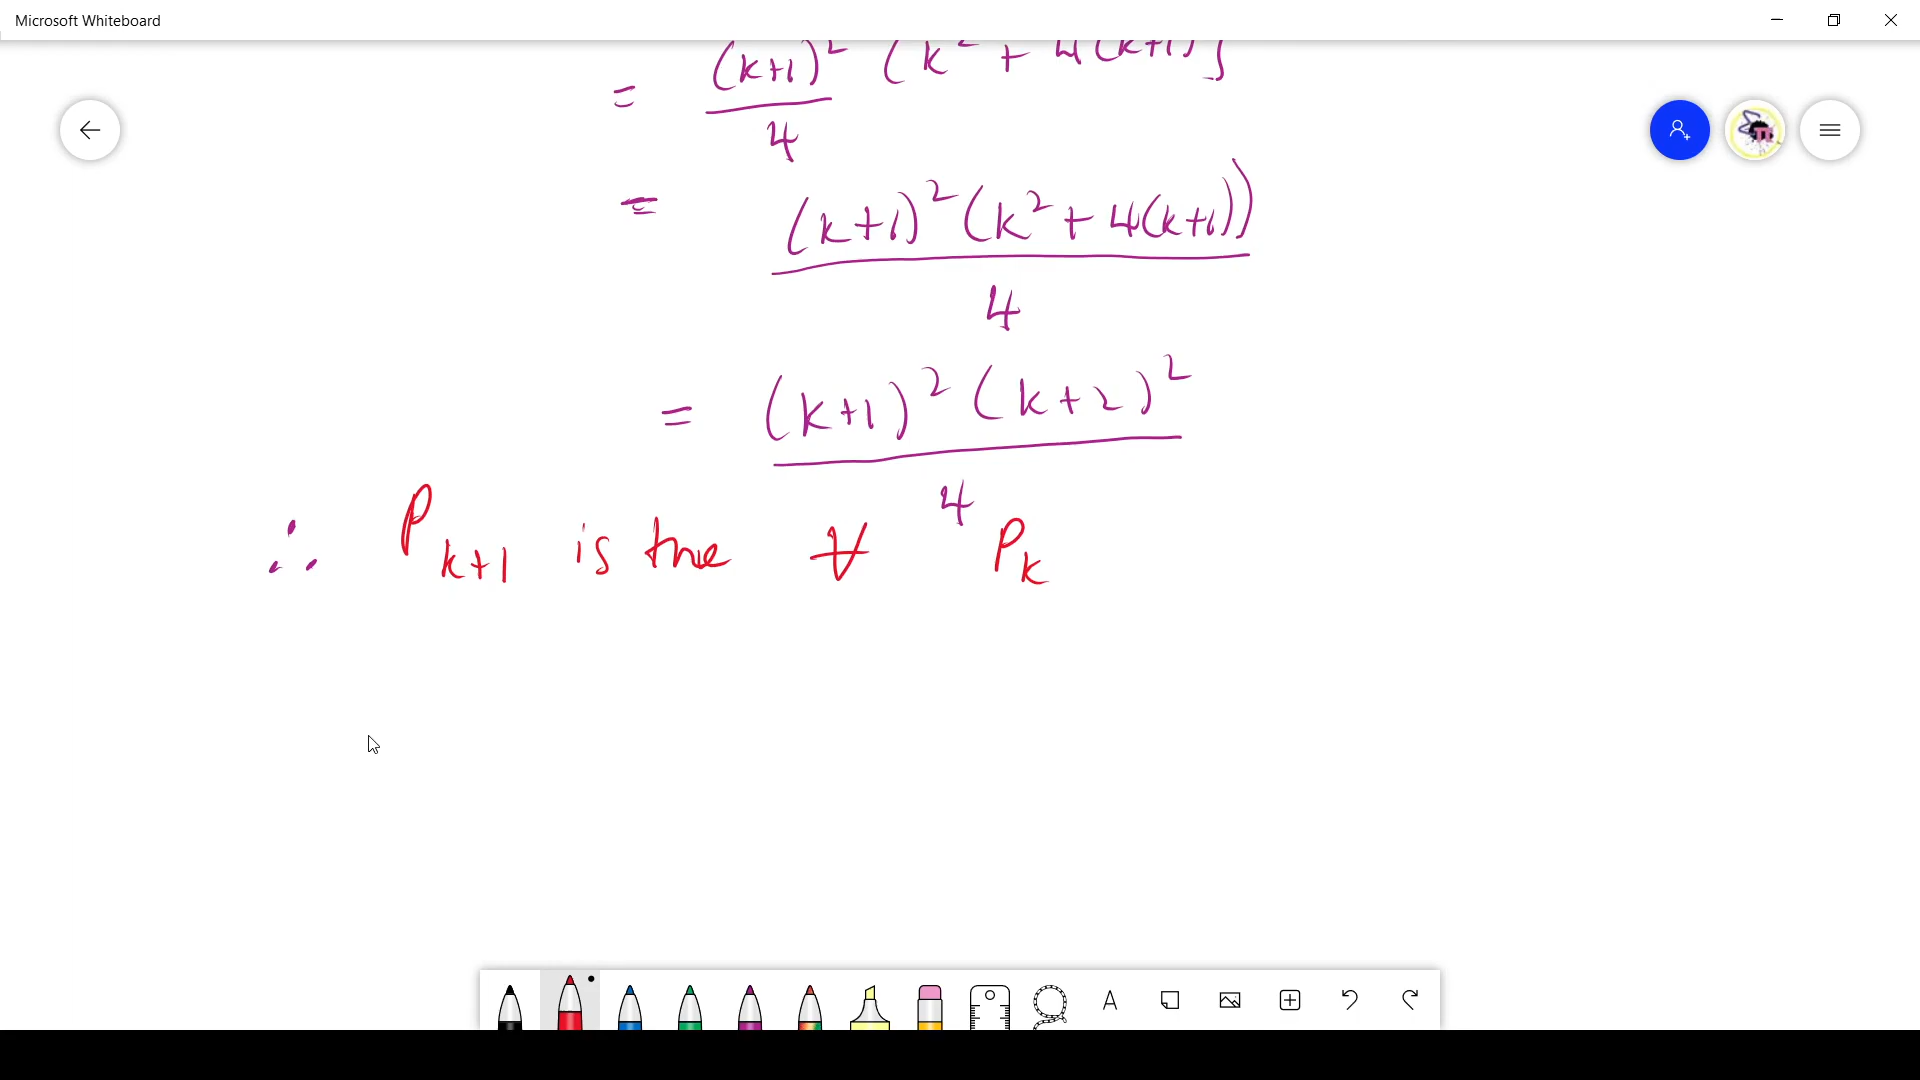 Microsoft Whiteboard
= (k+1)² (k² + 4(k+1)]
4
= (k+1)² (k² + 4(k+1))
4
= (k+1)² (k+2)²
4
∴ P_{k+1} is true ∀ P_k
A